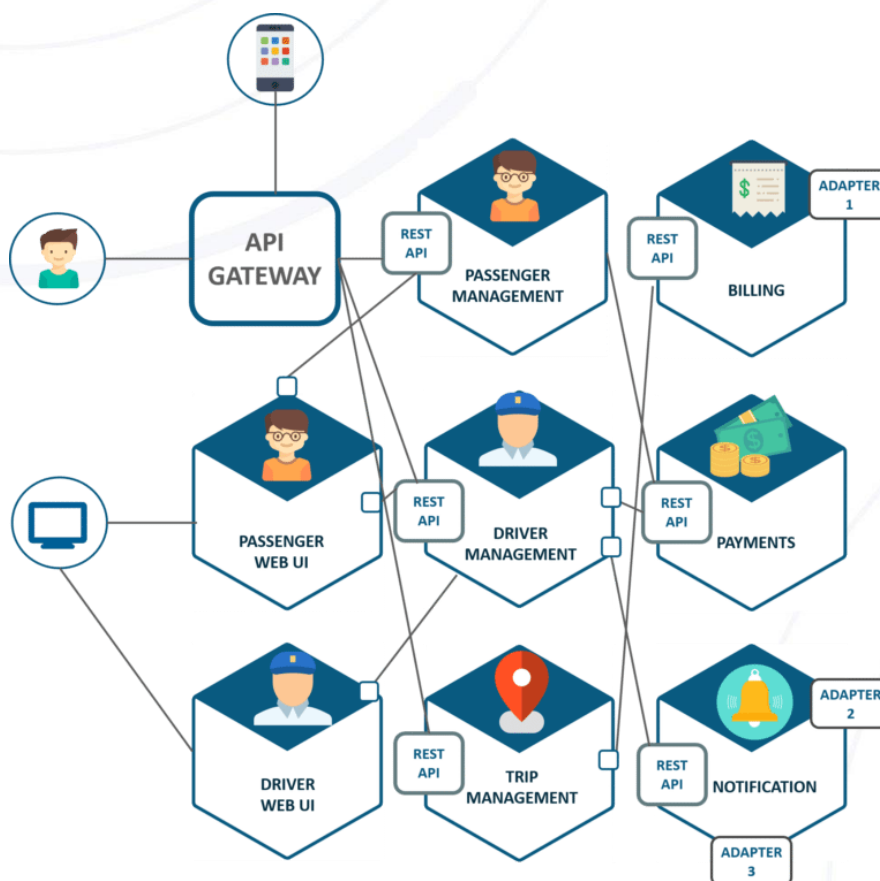 API
GATEWAY
REST
API
PASSENGER
MANAGEMENT
REST
API
BILLING
ADAPTER
1
PASSENGER
WEB UI
REST
API
DRIVER
MANAGEMENT
REST
API
PAYMENTS
DRIVER
WEB UI
REST
API
TRIP
MANAGEMENT
REST
API
NOTIFICATION
ADAPTER
2
ADAPTER
3